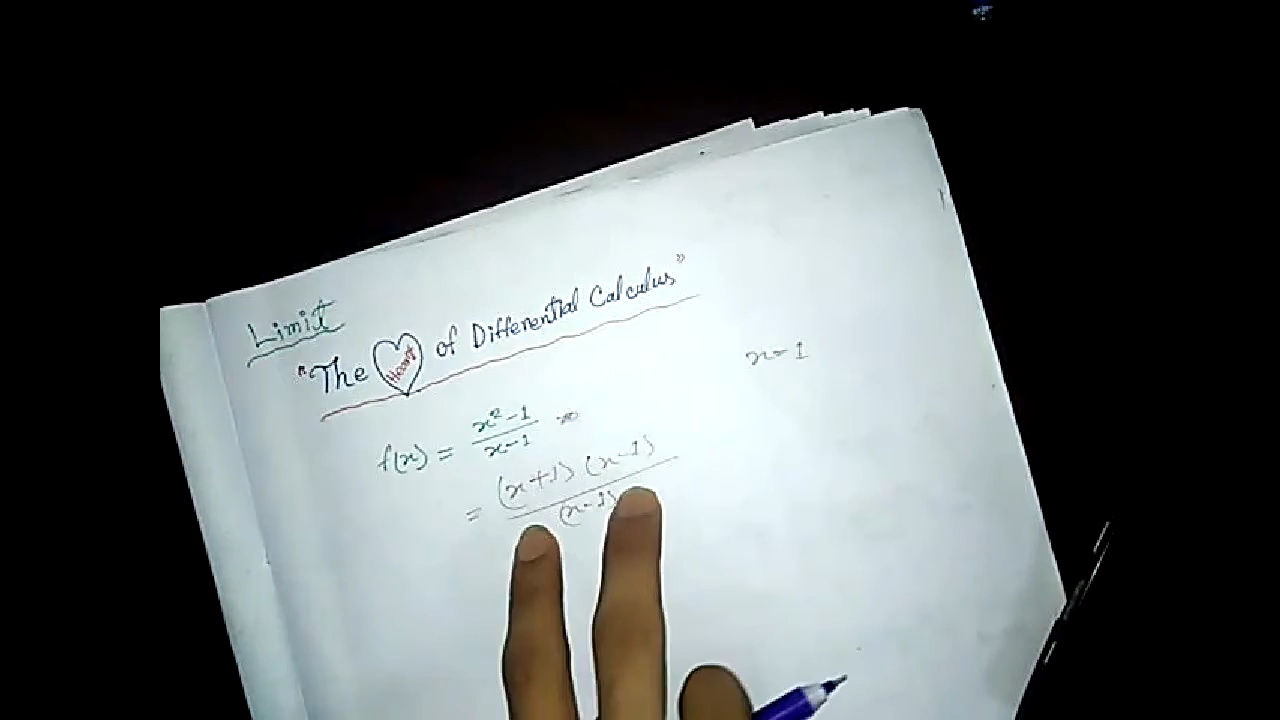 Limit
"The Heart of Differential Calculus"
x=1
f(x) = x²-1 / x-1
= (x+1) (x-1) / (x-1)